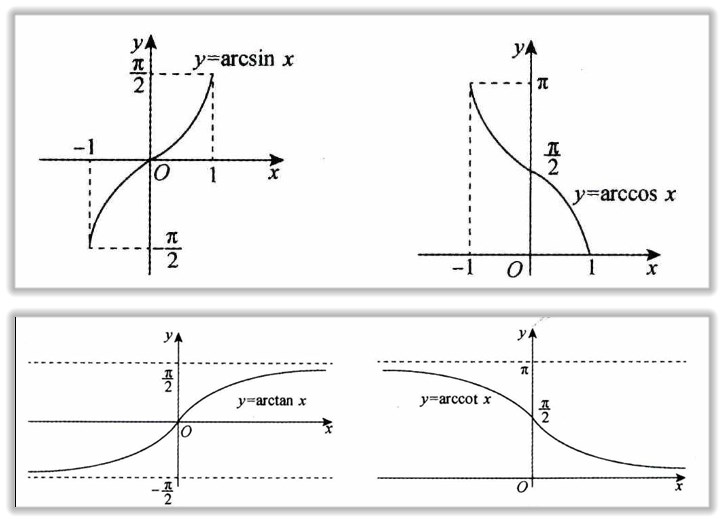 y
y=arcsin x
π/2
-1
O
1
x
-π/2
y
π
π/2
y=arccos x
-1
O
1
x
y
π/2
y=arctan x
O
x
-π/2
y
π
y=arccot x
π/2
O
x